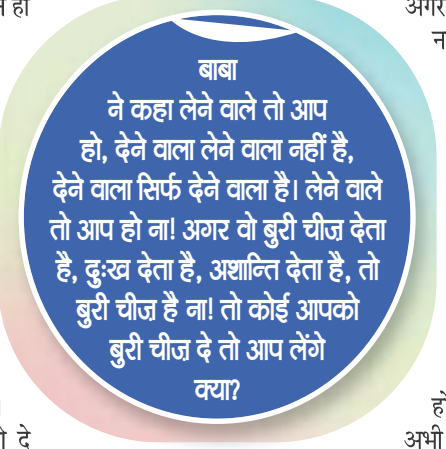 हो
अगर
न
बाबा
ने कहा लेने वाले तो आप
हो, देने वाला लेने वाला नहीं है,
देने वाला सिर्फ देने वाला है। लेने वाले
तो आप हो ना! अगर वो बुरी चीज़ देता
है, दुःख देता है, अशान्ति देता है, तो
बुरी चीज है ना! तो कोई आपको
बुरी चीज़ दे तो आप लेंगे
क्या?
दे
अभी